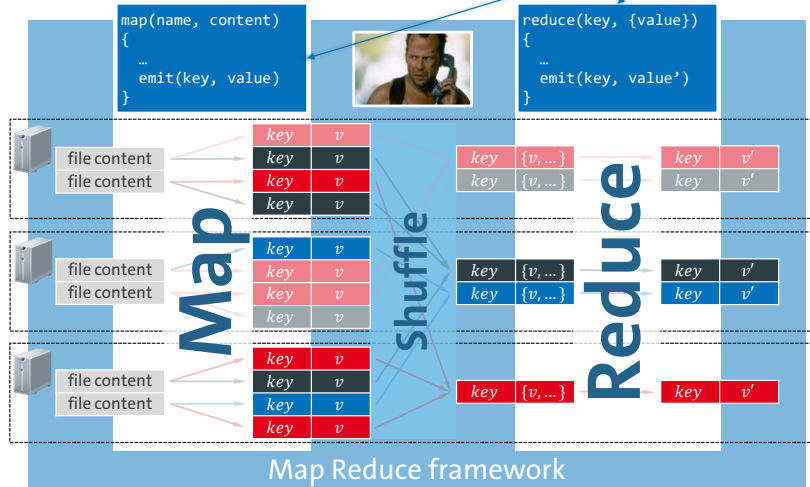 map(name, content)
{
…
emit(key, value)
}
reduce(key, {value})
{
…
emit(key, value’)
}
key v
file content key v key {v, …} key v′
file content key v key {v, …} key v′
key v
key v
file content key v key {v, …} key v′
file content key v key {v, …} key v′
key v
key v
file content key v key {v, …} key v′
file content key v
key v
Map
Shuffle
Reduce
Map Reduce framework